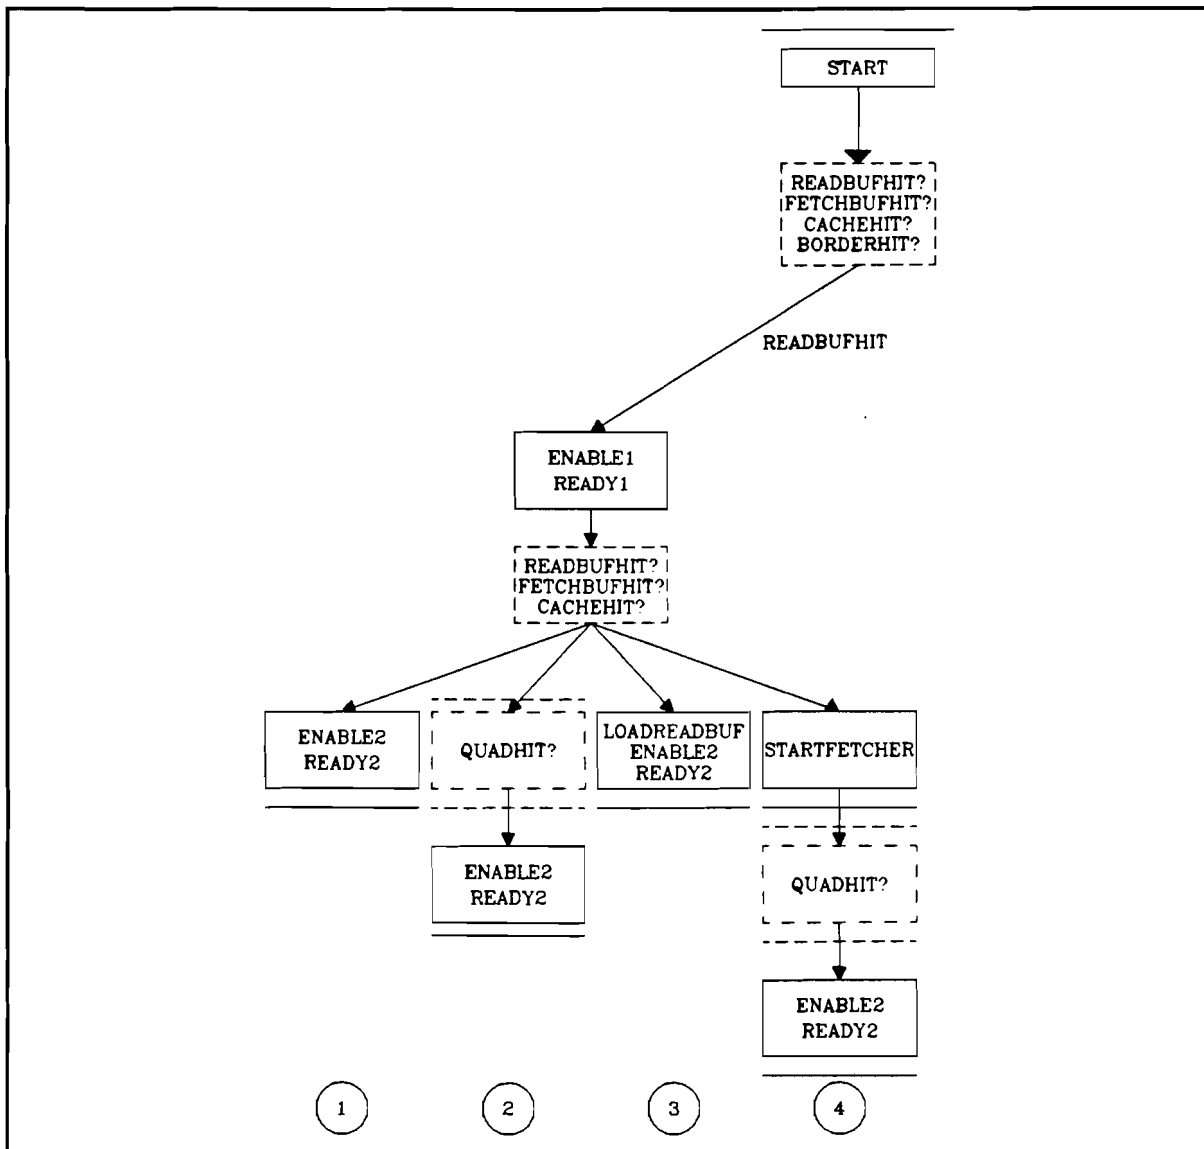 START
READBUFHIT?
FETCHBUFHIT?
CACHEHIT?
BORDERHIT?
READBUFHIT
ENABLE1
READY1
READBUFHIT?
FETCHBUFHIT?
CACHEHIT?
ENABLE2
READY2
QUADHIT?
LOADREADBUF
ENABLE2
READY2
STARTFETCHER
ENABLE2
READY2
QUADHIT?
ENABLE2
READY2
1
2
3
4